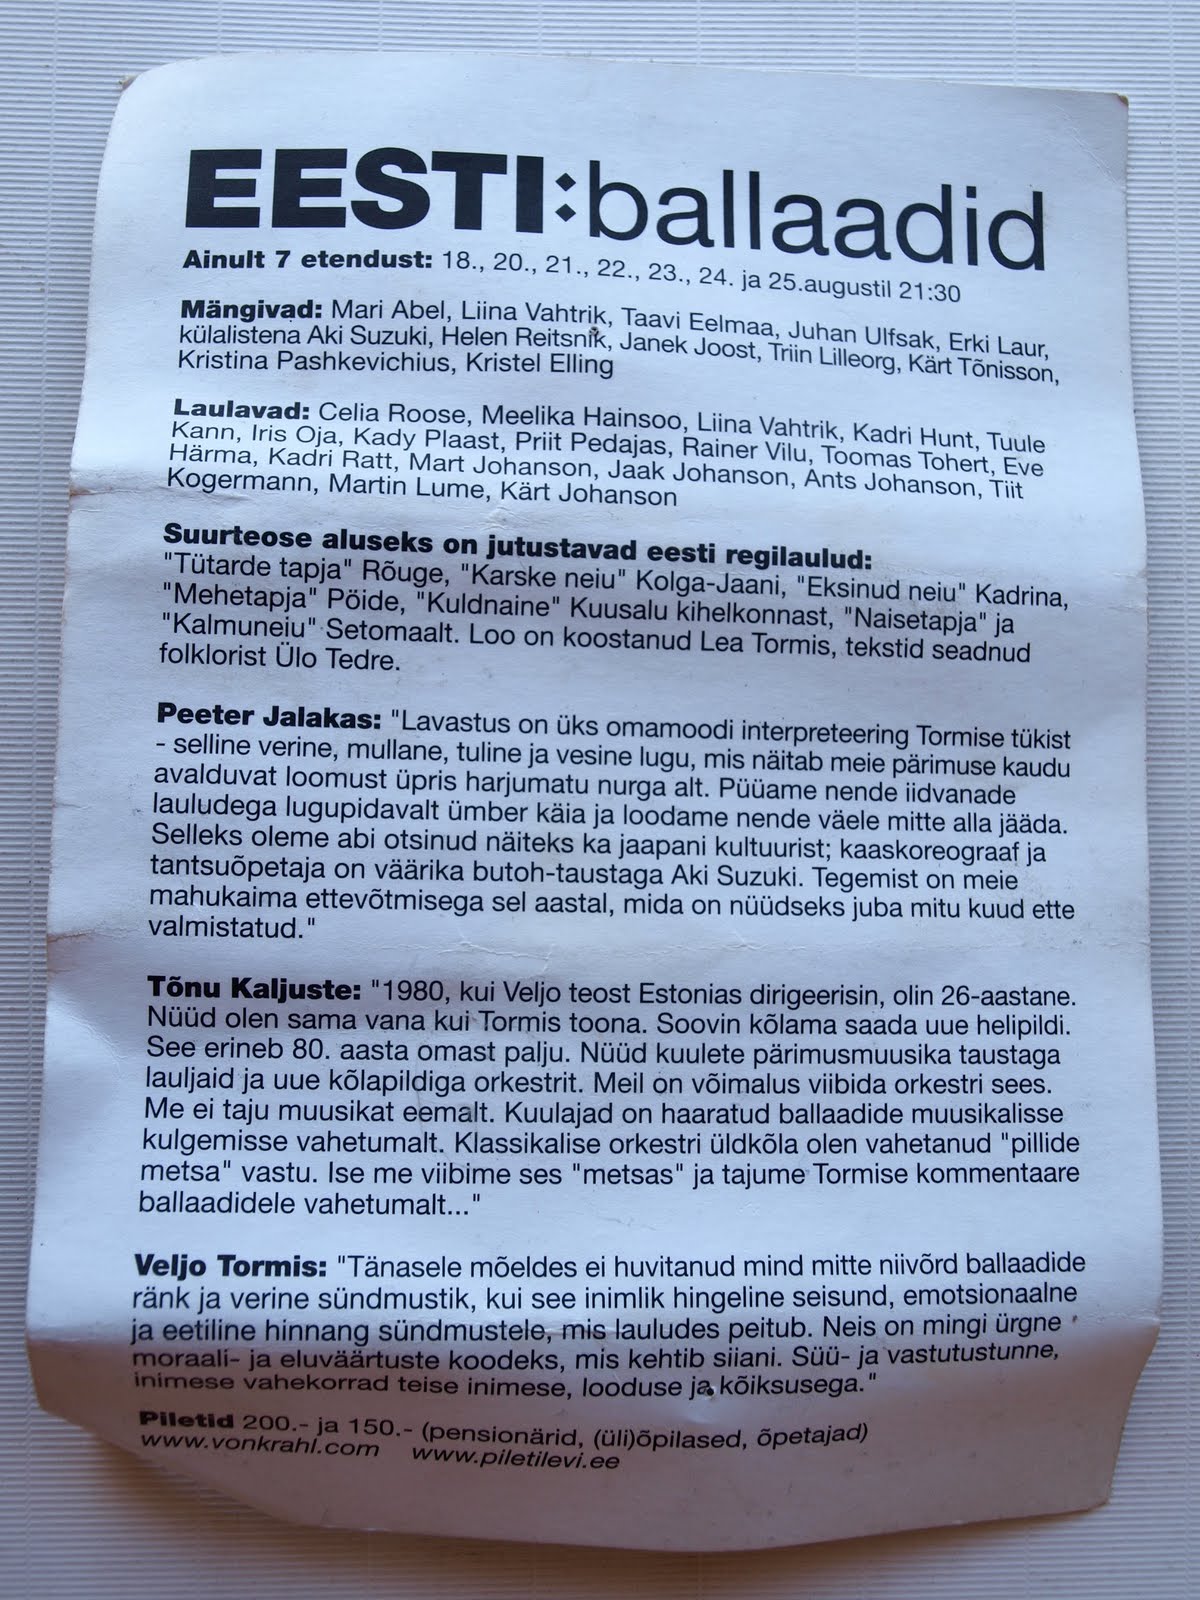 EESTI:ballaadid
Ainult 7 etendust: 18., 20., 21., 22., 23., 24. ja 25.augustil 21:30
Mängivad: Mari Abel, Liina Vahtrik, Taavi Eelmaa, Juhan Ulfsak, Erki Laur,
külalistena Aki Suzuki, Helen Reitsnik, Janek Joost, Triin Lilleorg, Kärt Tõnisson,
Kristina Pashkevichius, Kristel Elling
Laulavad: Celia Roose, Meelika Hainsoo, Liina Vahtrik, Kadri Hunt, Tuule
Kann, Iris Oja, Kady Plaast, Priit Pedajas, Rainer Vilu, Toomas Tohert, Eve
Härma, Kadri Ratt, Mart Johanson, Jaak Johanson, Ants Johanson, Tiit
Kogermann, Martin Lume, Kärt Johanson
Suurteose aluseks on jutustavad eesti regilaulud:
"Tütarde tapja" Rõuge, "Karske neiu" Kolga-Jaani, "Eksinud neiu" Kadrina,
"Mehetapja" Pöide, "Kuldnaine" Kuusalu kihelkonnast, "Naisetapja" ja
"Kalmuneiu" Setomaalt. Loo on koostanud Lea Tormis, tekstid seadnud
folklorist Ülo Tedre.
Peeter Jalakas: "Lavastus on üks omamoodi interpreteering Tormise tükist
- selline verine, mullane, tuline ja vesine lugu, mis näitab meie pärimuse kaudu
avalduvat loomust üpris harjumatu nurga alt. Püüame nende iidvanade
lauludega lugupidavalt ümber käia ja loodame nende väele mitte alla jääda.
Selleks oleme abi otsinud näiteks ka jaapani kultuurist; kaaskoreograaf ja
tantsuõpetaja on väärika butoh-taustaga Aki Suzuki. Tegemist on meie
mahukaima ettevõtmisega sel aastal, mida on nüüdseks juba mitu kuud ette
valmistatud."
Tõnu Kaljuste: "1980, kui Veljo teost Estonias dirigeerisin, olin 26-aastane.
Nüüd olen sama vana kui Tormis toona. Soovin kõlama saada uue helipildi.
See erineb 80. aasta omast palju. Nüüd kuulete pärimusmuusika taustaga
lauljaid ja uue kõlapildiga orkestrit. Meil on võimalus viibida orkestri sees.
Me ei taju muusikat eemalt. Kuulajad on haaratud ballaadide muusikalisse
kulgemisse vahetumalt. Klassikalise orkestri üldkõla olen vahetanud "pillide
metsa" vastu. Ise me viibime ses "metsas" ja tajume Tormise kommentaare
ballaadidele vahetumalt..."
Veljo Tormis: "Tänasele mõeldes ei huvitanud mind mitte niivõrd ballaadide
ränk ja verine sündmustik, kui see inimlik hingeline seisund, emotsionaalne
ja eetiline hinnang sündmustele, mis lauludes peitub. Neis on mingi ürgne
moraali- ja eluväärtuste koodeks, mis kehtib siiani. Süü- ja vastutustunne,
inimese vahekorrad teise inimese, looduse ja kõiksusega."
Piletid 200.- ja 150.- (pensionärid, (üli)õpilased, õpetajad)
www.vonkrahl.com www.piletilevi.ee